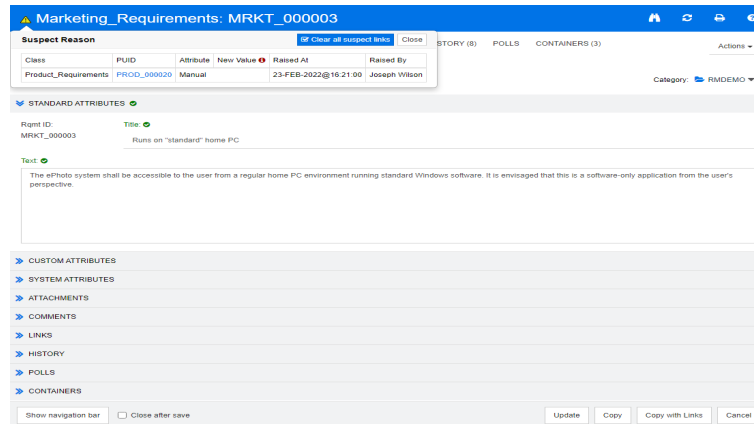 Marketing_Requirements: MRKT_000003
Suspect Reason
Clear all suspect links
Close
Class PUID Attribute New Value Raised At Raised By
Product_Requirements PROD_000020 Manual 23-FEB-2022@16:21:00 Joseph Wilson
STORY (8) POLLS CONTAINERS (3)
Actions
Category: RMDEMO
STANDARD ATTRIBUTES
Rqmt ID: Title:
MRKT_000003 Runs on "standard" home PC
Text:
The ePhoto system shall be accessible to the user from a regular home PC environment running standard Windows software. It is envisaged that this is a software-only application from the user's
perspective.
CUSTOM ATTRIBUTES
SYSTEM ATTRIBUTES
ATTACHMENTS
COMMENTS
LINKS
HISTORY
POLLS
CONTAINERS
Show navigation bar Close after save Update Copy Copy with Links Cancel